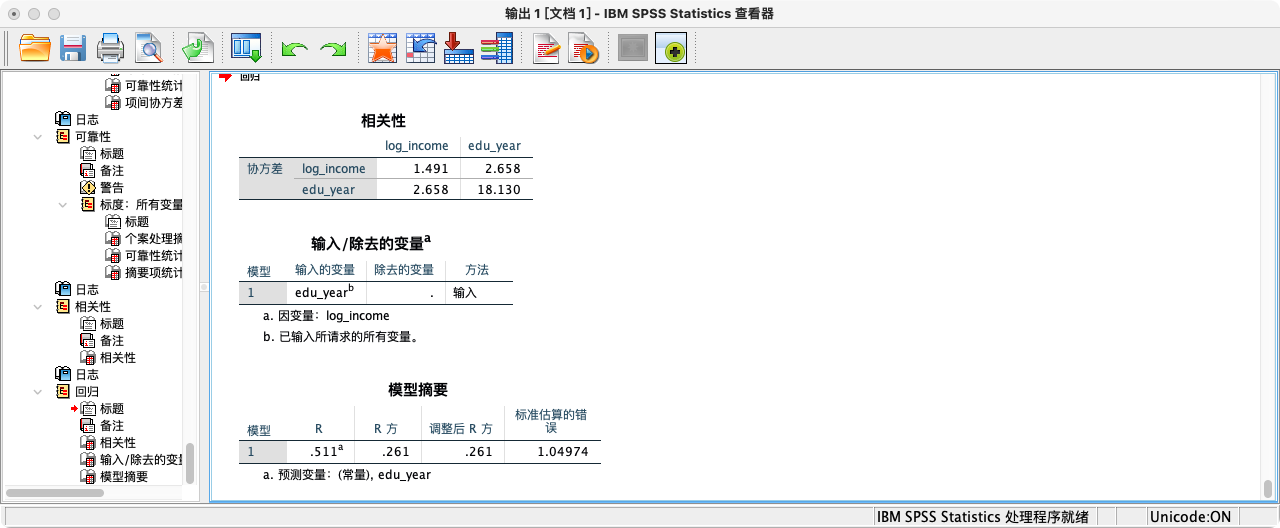 输出 1 [文档 1] - IBM SPSS Statistics 查看器
可靠性统计
项间协方差
日志
可靠性
标题
备注
警告
标度：所有变量
标题
个案处理摘
可靠性统计
摘要项统计
日志
相关性
标题
备注
相关性
日志
回归
标题
备注
相关性
输入/除去的变量
模型摘要
回归
相关性
log_income edu_year
协方差 log_income 1.491 2.658
edu_year 2.658 18.130
输入/除去的变量a
模型 输入的变量 除去的变量 方法
1 edu_yearb . 输入
a. 因变量：log_income
b. 已输入所请求的所有变量。
模型摘要
模型 R R 方 调整后 R 方 标准估算的错
误
1 .511a .261 .261 1.04974
a. 预测变量：(常量), edu_year
IBM SPSS Statistics 处理程序就绪 Unicode:ON